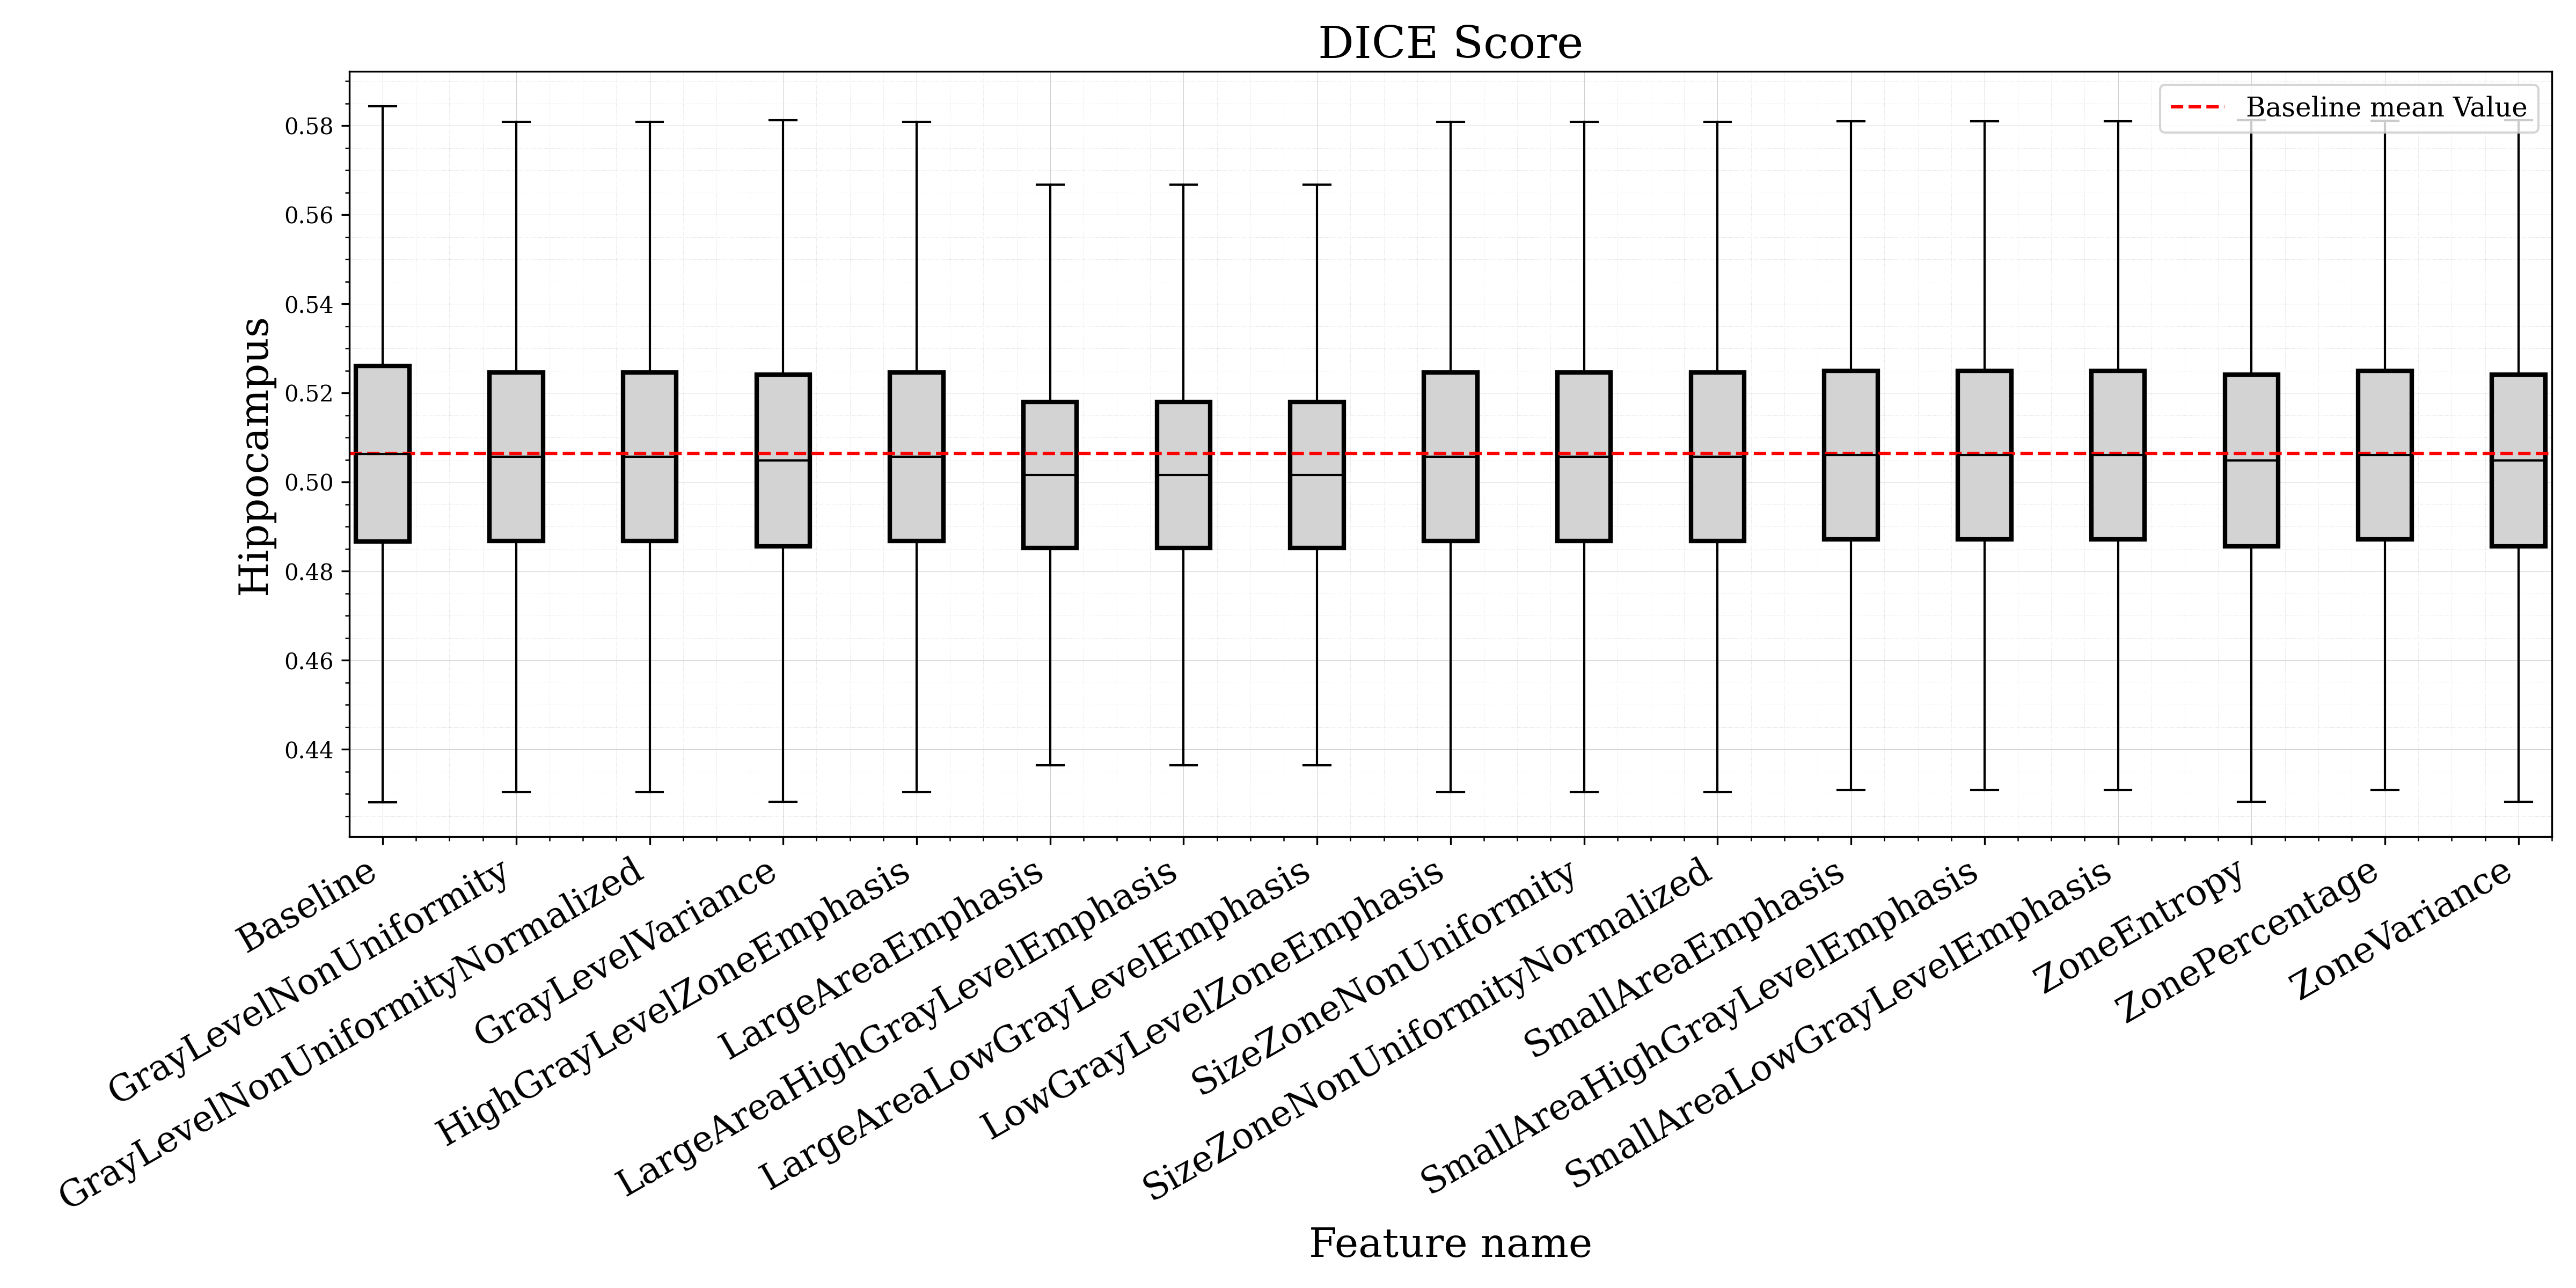 DICE Score
Baseline mean Value
Hippocampus
0.58
0.56
0.54
0.52
0.50
0.48
0.46
0.44
Baseline
GrayLevelNonUniformity
GrayLevelNonUniformityNormalized
GrayLevelVariance
HighGrayLevelZoneEmphasis
LargeAreaEmphasis
LargeAreaHighGrayLevelEmphasis
LargeAreaLowGrayLevelEmphasis
LowGrayLevelZoneEmphasis
SizeZoneNonUniformity
SizeZoneNonUniformityNormalized
SmallAreaEmphasis
SmallAreaHighGrayLevelEmphasis
SmallAreaLowGrayLevelEmphasis
ZoneEntropy
ZonePercentage
ZoneVariance
Feature name